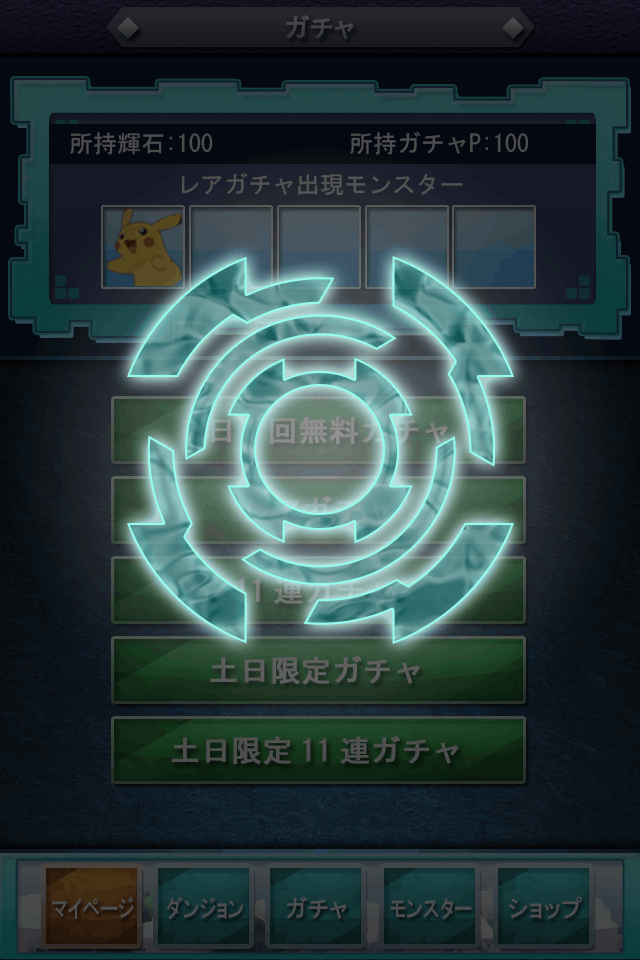 ガチャ
所持輝石:100 所持ガチャP:100
レアガチャ出現モンスター
回無料ガチャ
11 連ガチャ
土日限定ガチャ
土日限定 11 連ガチャ
マイページ ダンジョン ガチャ モンスター ショップ